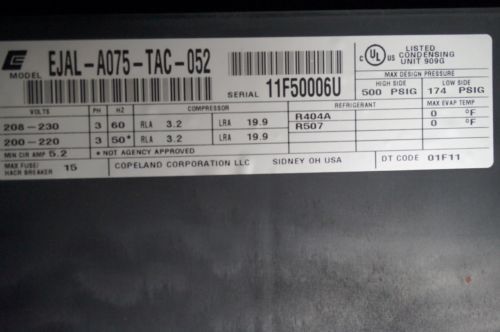 MODEL EJAL-A075-TAC-052
SERIAL 11F50006U
C UL US LISTED
CONDENSING
UNIT 909G
MAX DESIGN PRESSURE
HIGH SIDE LOW SIDE
500 PSIG 174 PSIG
VOLTS PH HZ COMPRESSOR REFRIGERANT MAX EVAP TEMP
208-230 3 60 RLA 3.2 LRA 19.9 R404A 0 °F
200-220 3 50* RLA 3.2 LRA 19.9 R507 0 °F
MIN CIR AMP 5.2 * NOT AGENCY APPROVED
MAX FUSE/
HACR BREAKER 15 COPELAND CORPORATION LLC SIDNEY OH USA DT CODE 01F11